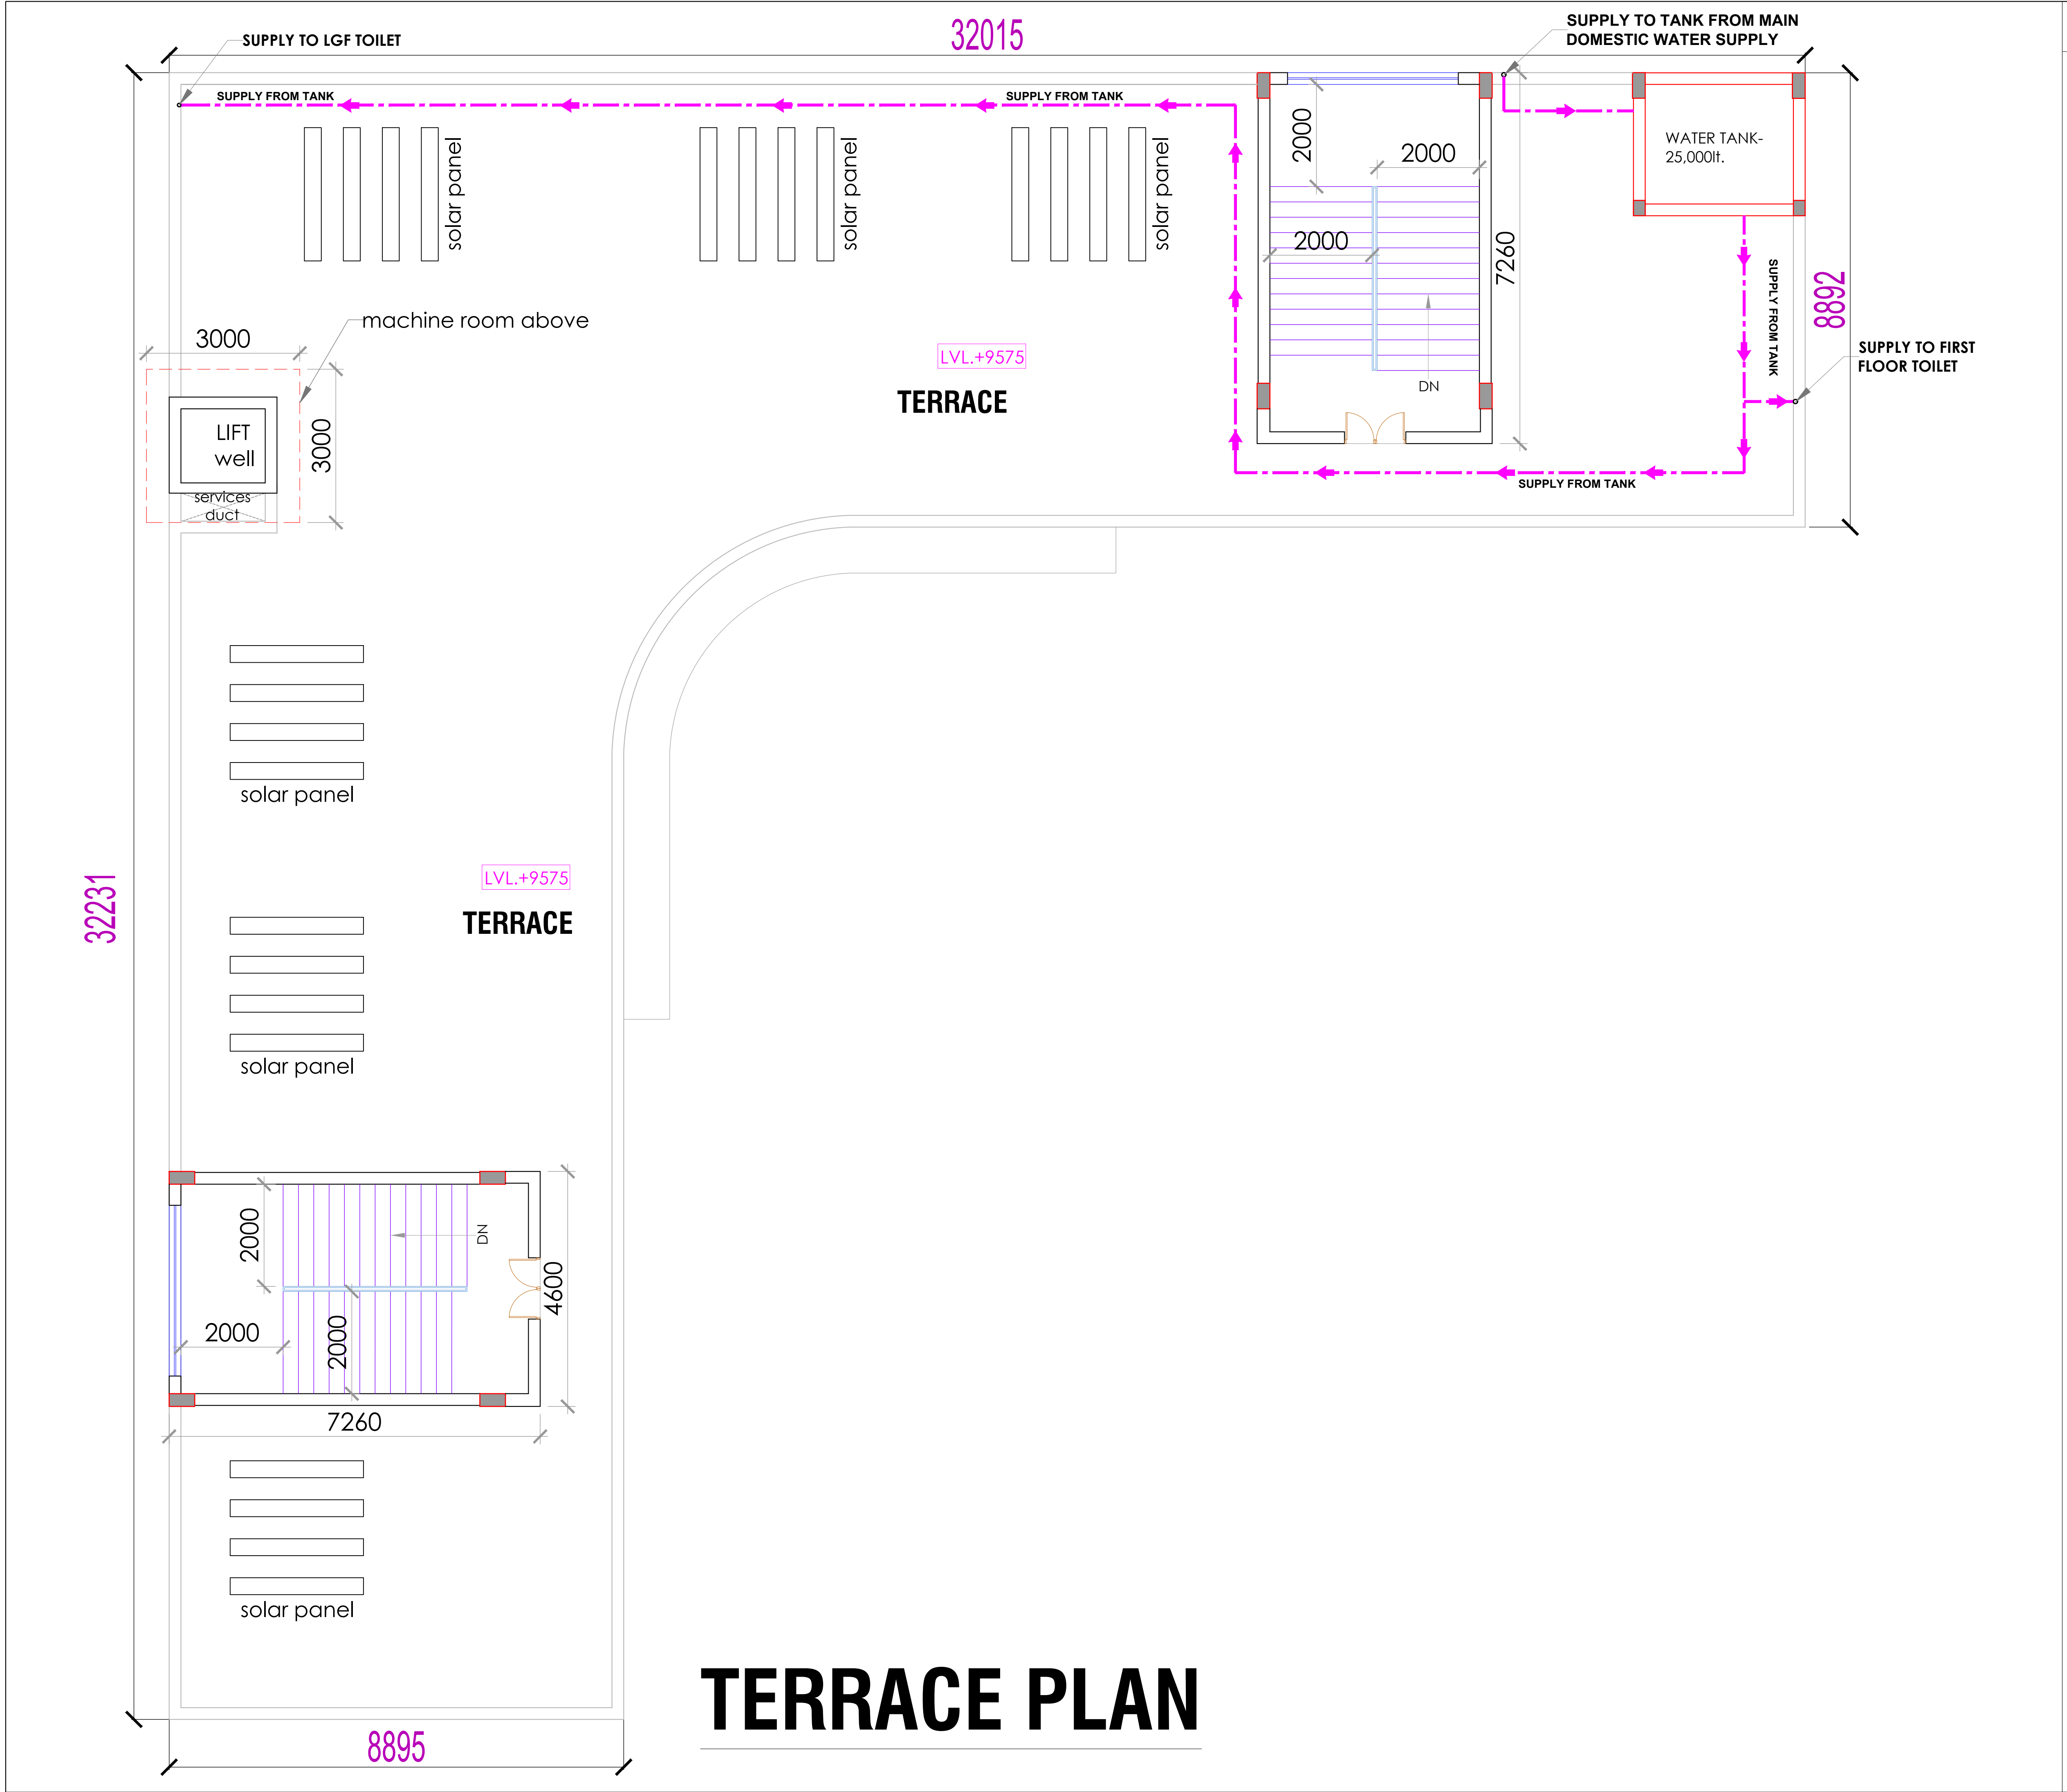 32015
SUPPLY TO LGF TOILET
SUPPLY TO TANK FROM MAIN
DOMESTIC WATER SUPPLY
SUPPLY FROM TANK
SUPPLY FROM TANK
solar panel
solar panel
solar panel
2000
2000
2000
7260
DN
WATER TANK-
25,000lt.
SUPPLY FROM TANK
8892
SUPPLY TO FIRST
FLOOR TOILET
SUPPLY FROM TANK
machine room above
3000
3000
LIFT
well
services
duct
LVL.+9575
TERRACE
solar panel
LVL.+9575
TERRACE
32231
solar panel
2000
DN
2000
2000
4600
7260
solar panel
TERRACE PLAN
8895